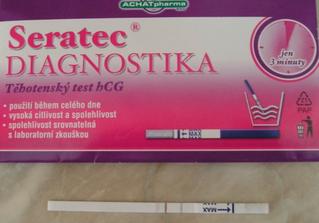 ACHATpharma
Seratec®
DIAGNOSTIKA
Těhotenský test hCG
jen
3 minuty
• použití během celého dne
• vysoká citlivost a spolehlivost
• spolehlivost srovnatelná
s laboratorní zkouškou
MAX
PAP
MAX